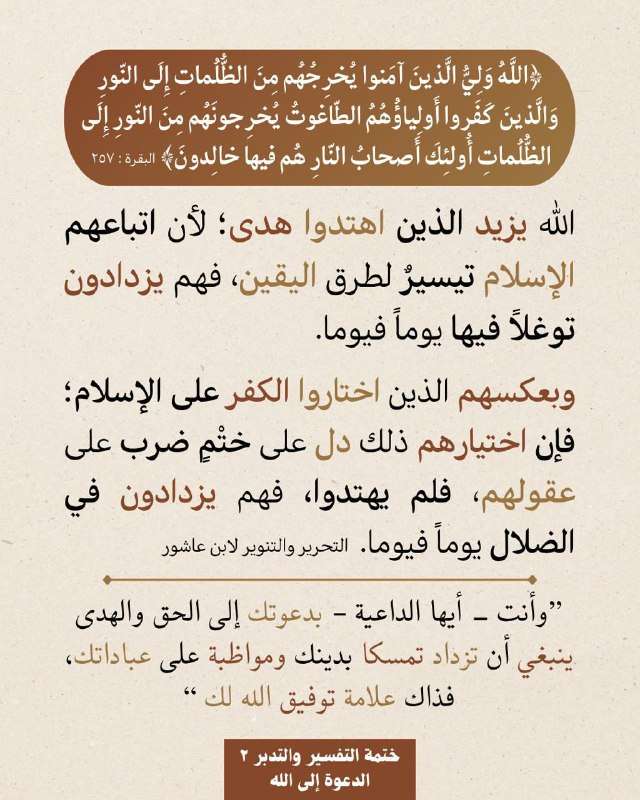 ﴿اللَّهُ وَلِيُّ الَّذينَ آمَنوا يُخرِجُهُم مِنَ الظُّلُماتِ إِلَى النّورِ
وَالَّذينَ كَفَروا أَولِياؤُهُمُ الطّاغوتُ يُخرِجونَهُم مِنَ النّورِ إِلَى
الظُّلُماتِ أُولئِكَ أَصحابُ النّارِ هُم فيها خالِدونَ﴾ البقرة : ٢٥٧
الله يزيد الذين اهتدوا هدى؛ لأن اتباعهم
الإسلام تيسيرٌ لطرق اليقين، فهم يزدادون
توغلاً فيها يوماً فيوما.
وبعكسهم الذين اختاروا الكفر على الإسلام؛
فإن اختيارهم ذلك دل على ختْمٍ ضرب على
عقولهم، فلم يهتدوا، فهم يزدادون في
الضلال يوماً فيوما. التحرير والتنوير لابن عاشور
”وأنت ـ أيها الداعية - بدعوتك إلى الحق والهدى
ينبغي أن تزداد تمسكا بدينك ومواظبة على عباداتك،
فذاك علامة توفيق الله لك “
ختمة التفسير والتدبر ٢
الدعوة إلى الله